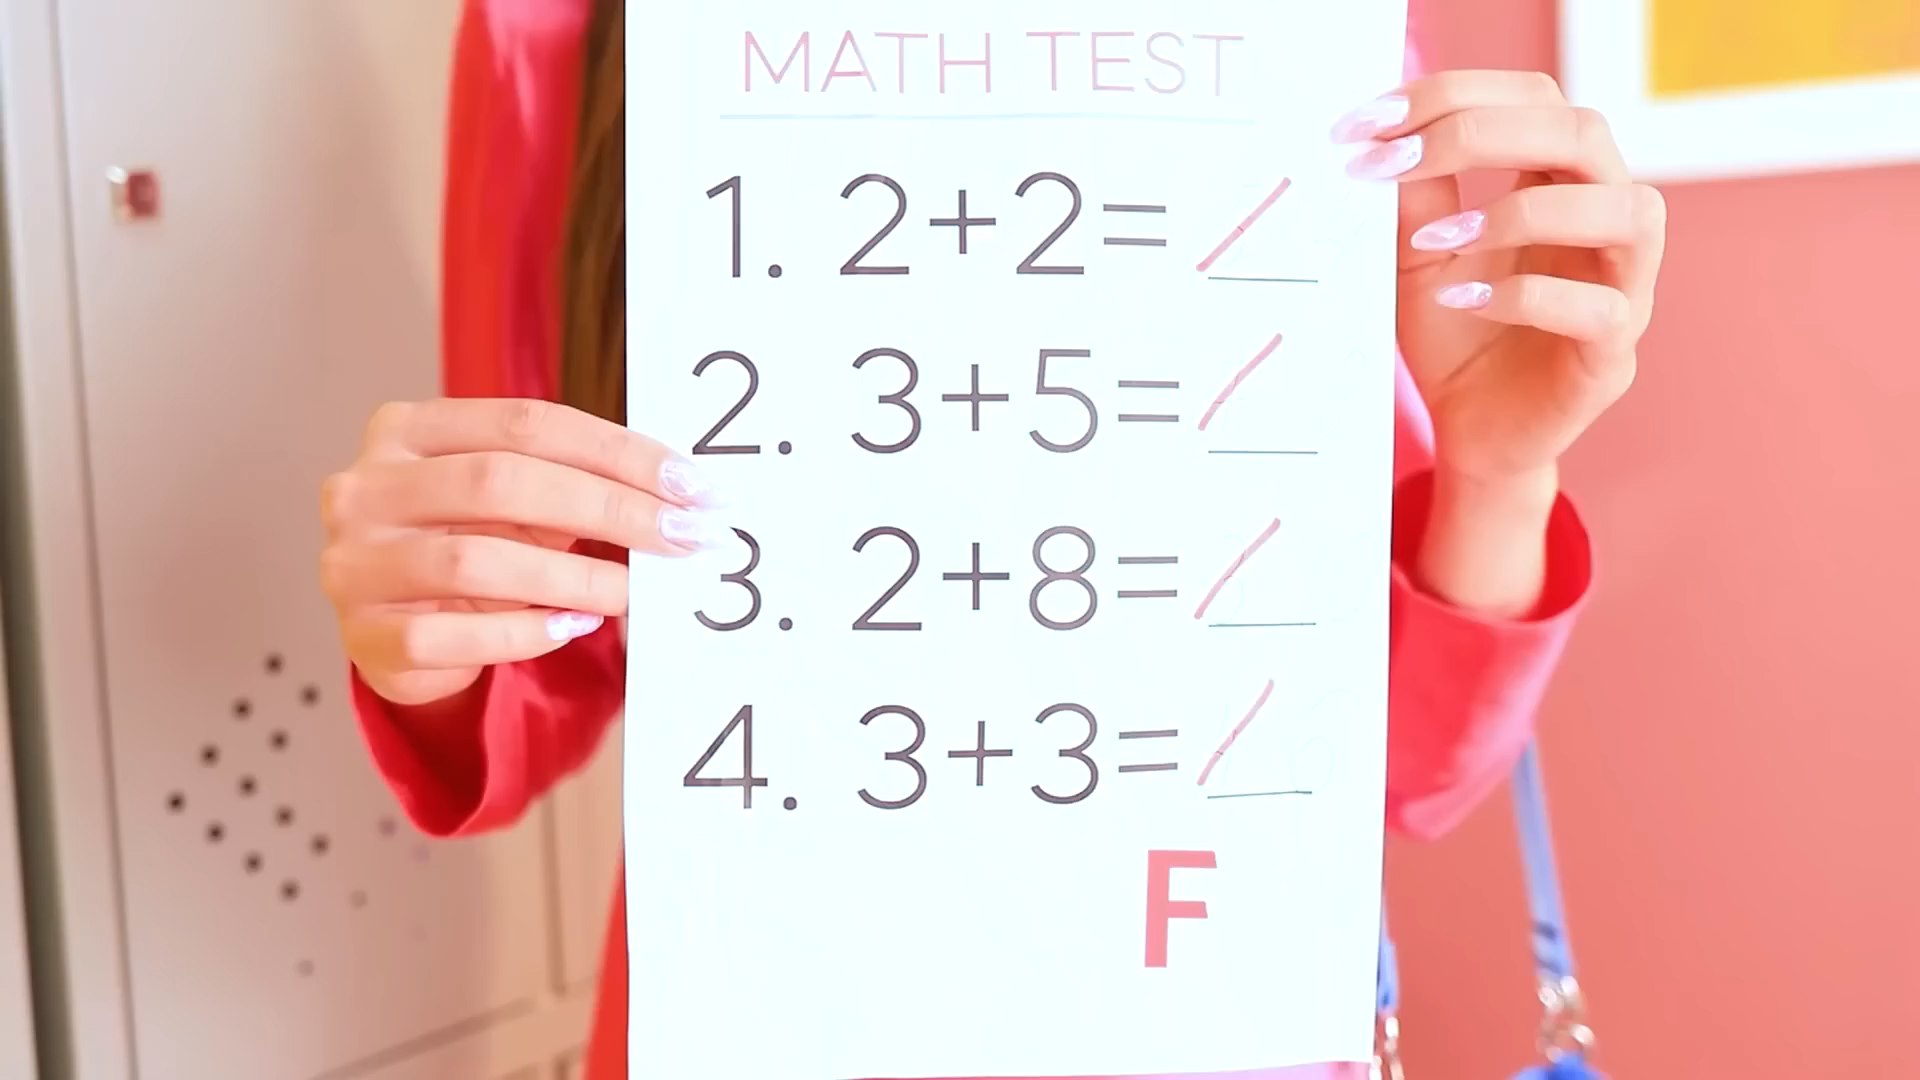 MATH TEST
1. 2+2=
2. 3+5=
3. 2+8=
4. 3+3=
F